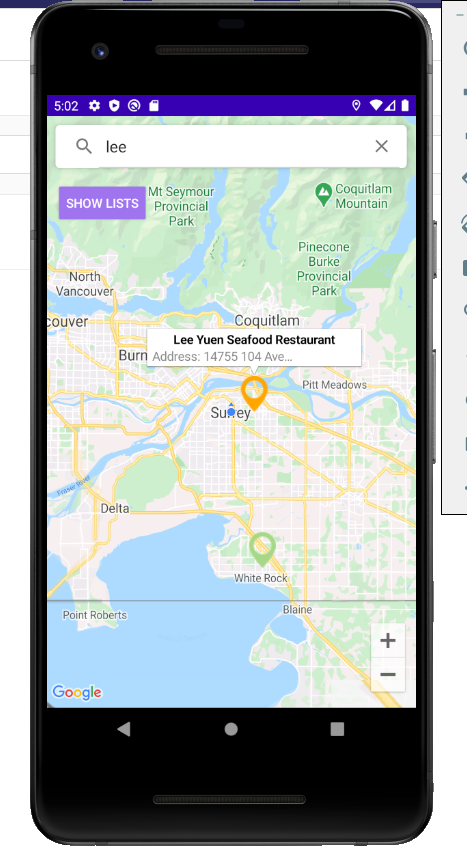 5:02
lee
SHOW LISTS
Mt Seymour
Provincial
Park
Coquitlam
Mountain
Pinecone
Burke
Provincial
Park
North
Vancouver
couver
Coquitlam
Burn
Lee Yuen Seafood Restaurant
Address: 14755 104 Ave...
Pitt Meadows
Surrey
Fraser River
Delta
White Rock
Blaine
Point Roberts
Google